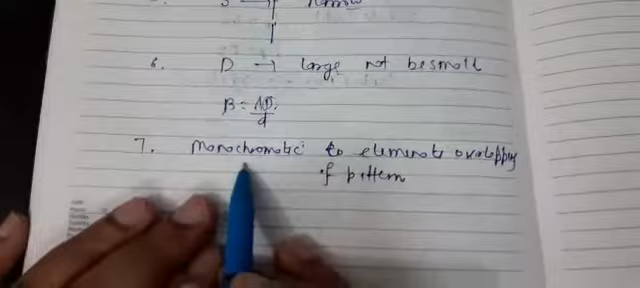 6. D → large not be small
β = λD/d
7. Monochromatic to eliminate overlapping
of pattern